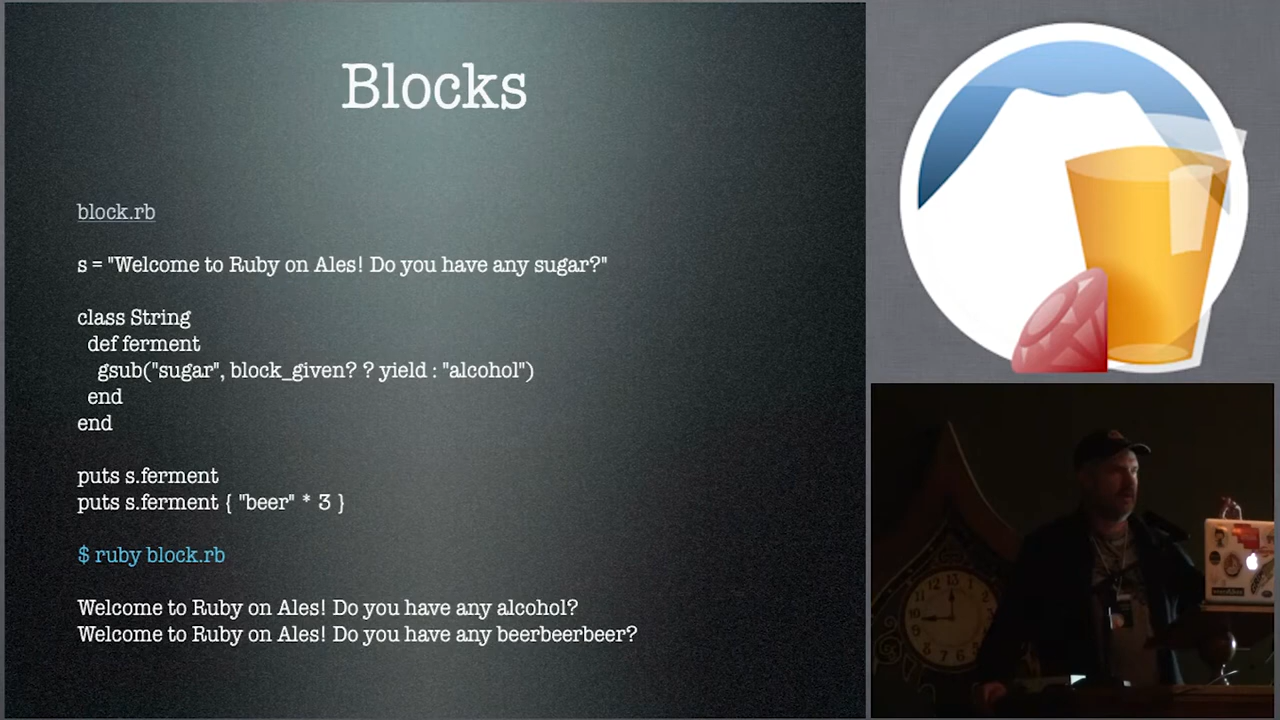 Blocks
block.rb
s = "Welcome to Ruby on Ales! Do you have any sugar?"
class String
def ferment
gsub("sugar", block_given? ? yield : "alcohol")
end
end
puts s.ferment
puts s.ferment { "beer" * 3 }
$ ruby block.rb
Welcome to Ruby on Ales! Do you have any alcohol?
Welcome to Ruby on Ales! Do you have any beerbeerbeer?